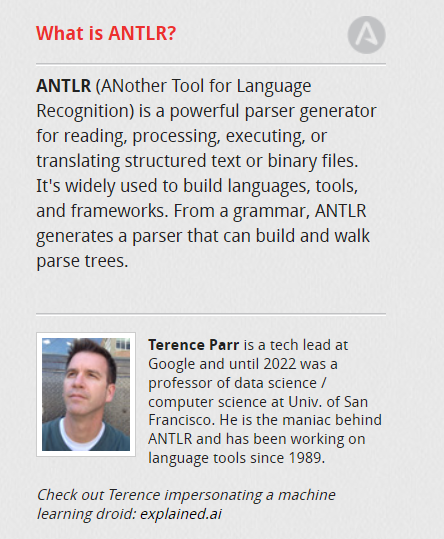 What is ANTLR?
ANTLR (ANother Tool for Language
Recognition) is a powerful parser generator
for reading, processing, executing, or
translating structured text or binary files.
It's widely used to build languages, tools,
and frameworks. From a grammar, ANTLR
generates a parser that can build and walk
parse trees.
Terence Parr is a tech lead at
Google and until 2022 was a
professor of data science /
computer science at Univ. of San
Francisco. He is the maniac behind
ANTLR and has been working on
language tools since 1989.
Check out Terence impersonating a machine
learning droid: explained.ai